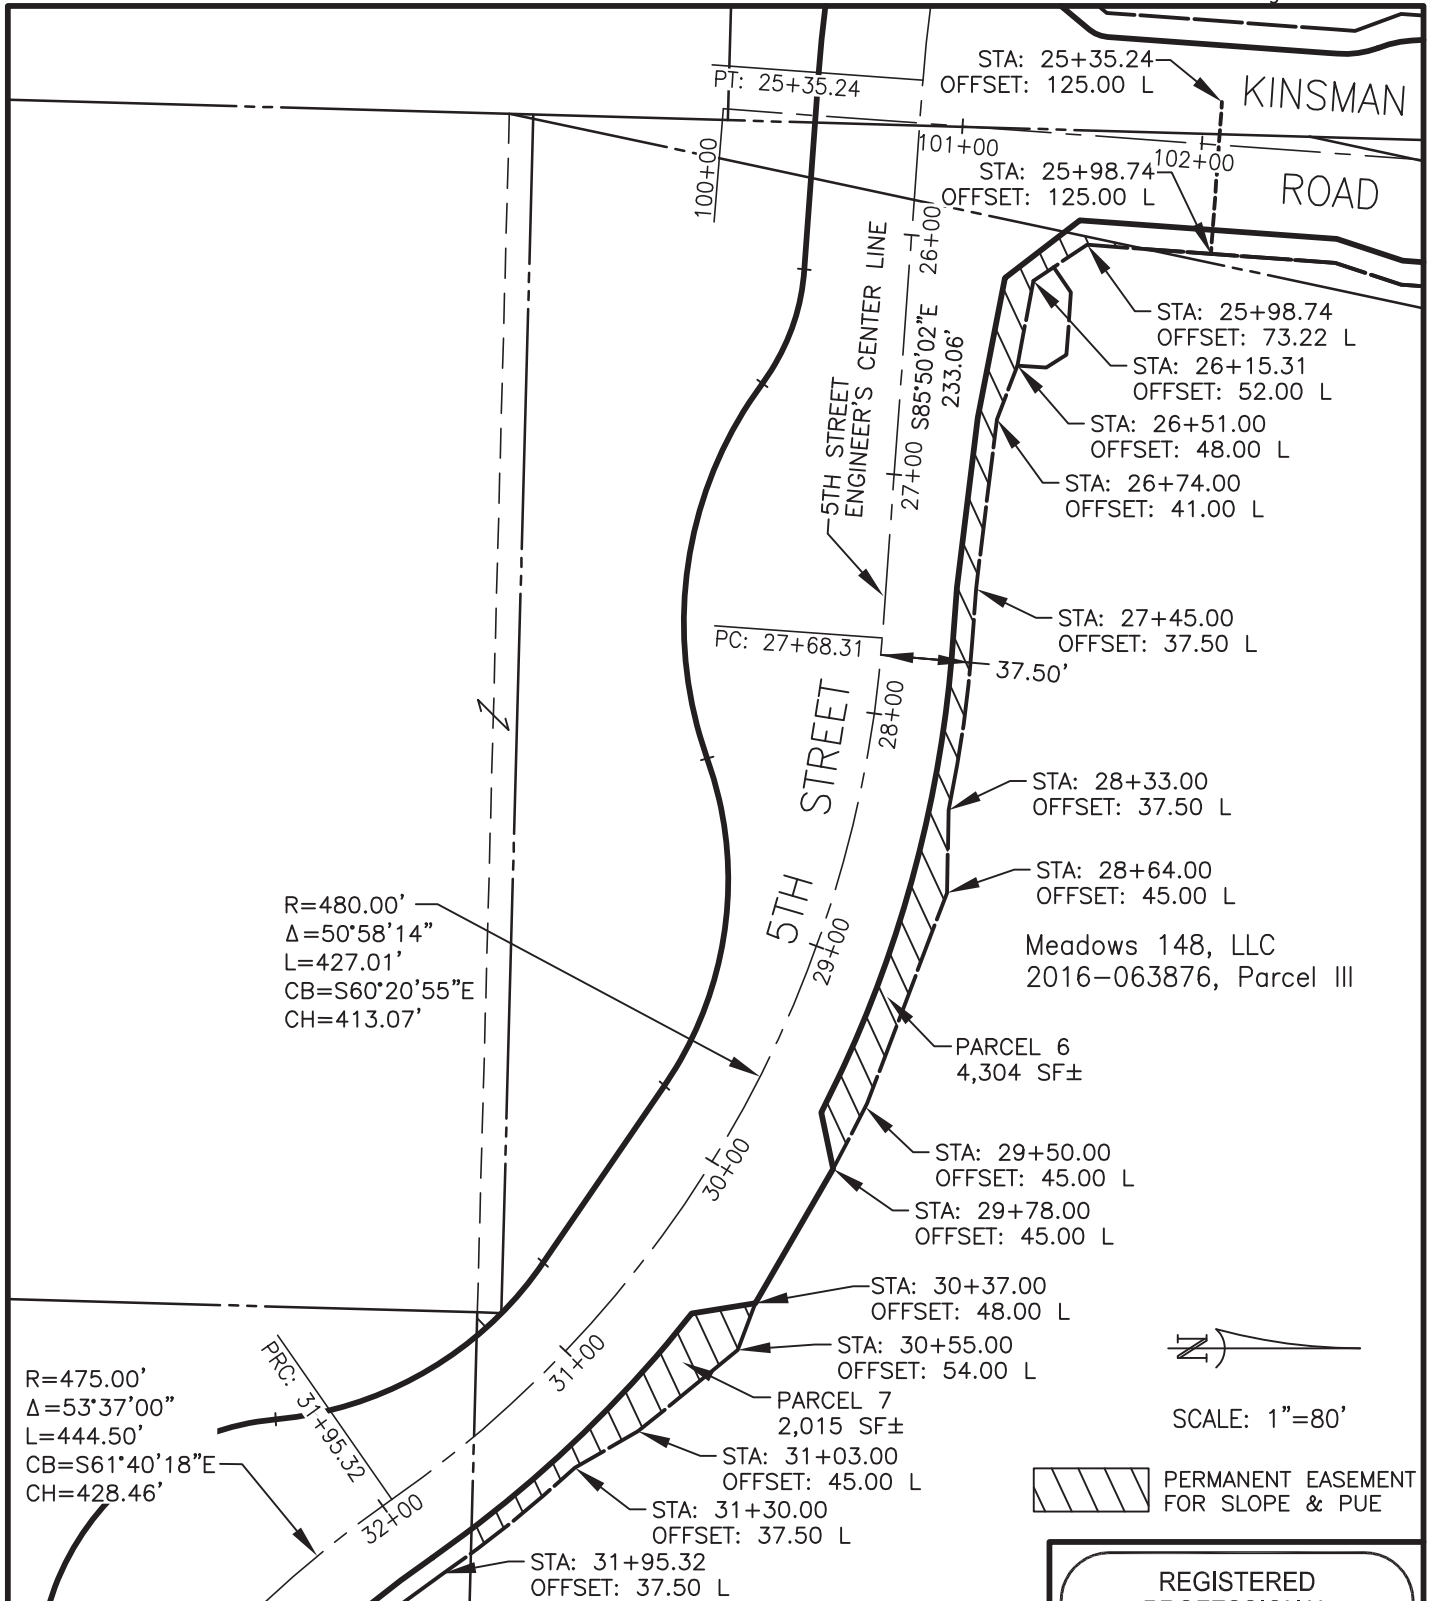 STA: 25+35.24
OFFSET: 125.00 L
KINSMAN
PT: 25+35.24
101+00
102+00
100+00
STA: 25+98.74
OFFSET: 125.00 L
ROAD
26+00
S85°50'02"E
233.06'
5TH STREET
ENGINEER'S CENTER LINE
27+00
STA: 25+98.74
OFFSET: 73.22 L
STA: 26+15.31
OFFSET: 52.00 L
STA: 26+51.00
OFFSET: 48.00 L
STA: 26+74.00
OFFSET: 41.00 L
STA: 27+45.00
OFFSET: 37.50 L
PC: 27+68.31
37.50'
28+00
5TH STREET
STA: 28+33.00
OFFSET: 37.50 L
STA: 28+64.00
OFFSET: 45.00 L
R=480.00'
Δ=50°58'14"
L=427.01'
CB=S60°20'55"E
CH=413.07'
29+00
Meadows 148, LLC
2016-063876, Parcel III
PARCEL 6
4,304 SF±
STA: 29+50.00
OFFSET: 45.00 L
30+00
STA: 29+78.00
OFFSET: 45.00 L
STA: 30+37.00
OFFSET: 48.00 L
31+00
STA: 30+55.00
OFFSET: 54.00 L
N
PRC: 31+95.32
R=475.00'
Δ=53°37'00"
L=444.50'
CB=S61°40'18"E
CH=428.46'
PARCEL 7
2,015 SF±
SCALE: 1"=80'
STA: 31+03.00
OFFSET: 45.00 L
PERMANENT EASEMENT
FOR SLOPE & PUE
32+00
STA: 31+30.00
OFFSET: 37.50 L
STA: 31+95.32
OFFSET: 37.50 L
REGISTERED